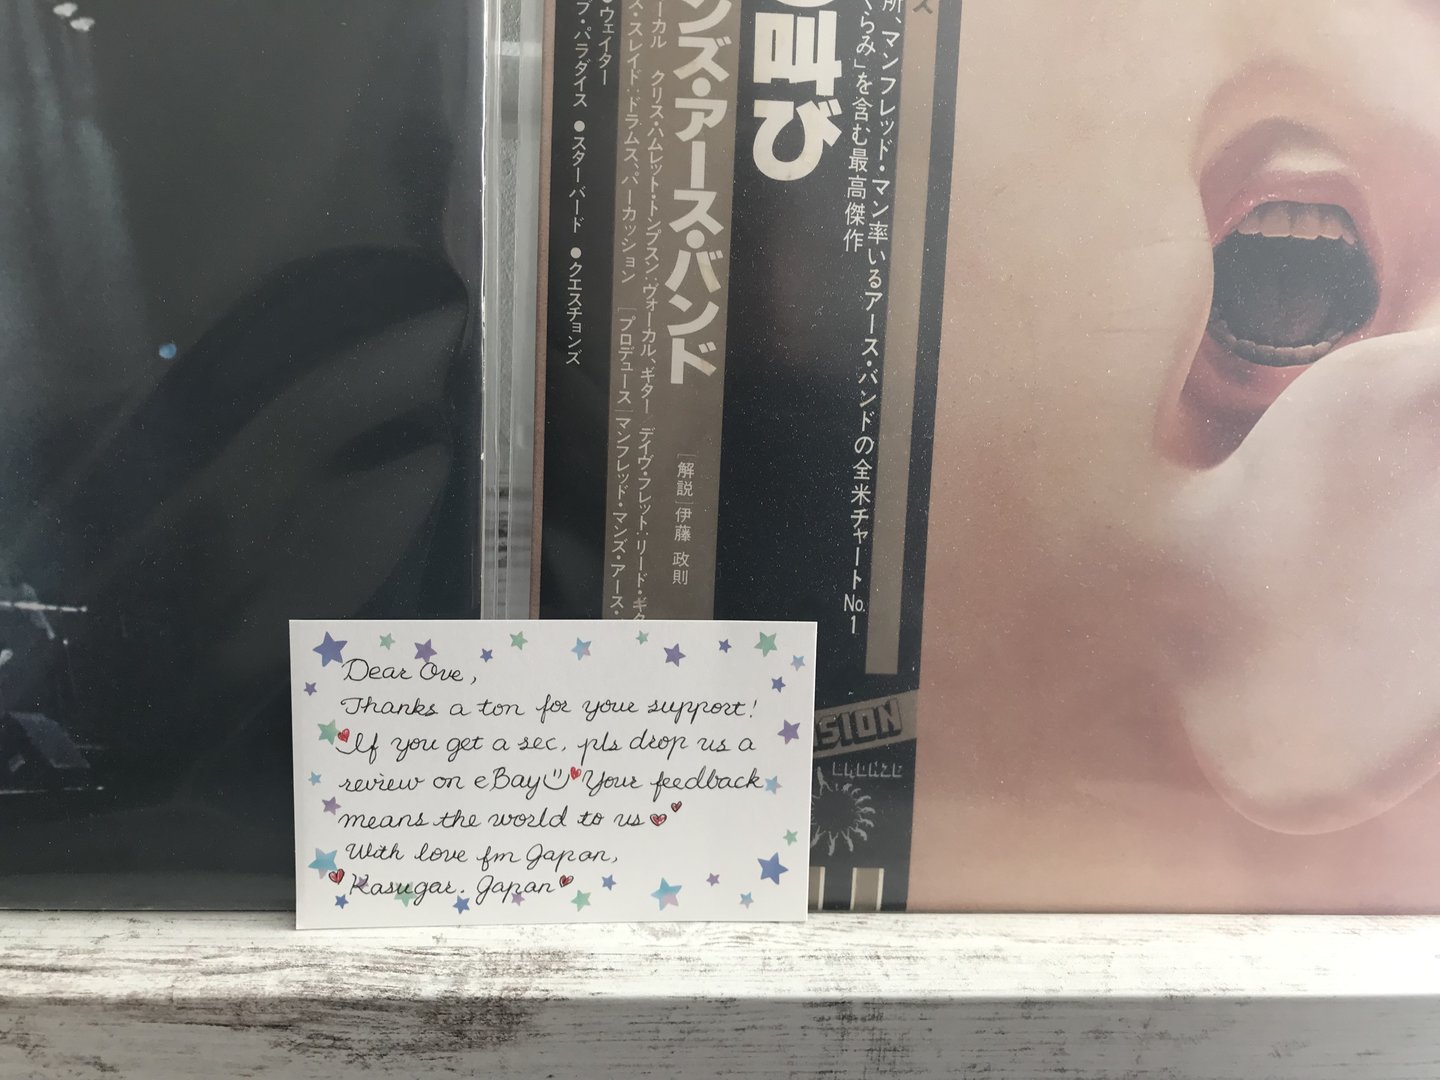 の叫び
ンズ・アース・バンド
所、マンフレッド・マン率いるアース・バンドの全米チャートNo.1
くらみ」を含む最高傑作
ス
[解説]伊藤 政則
ーカル クリス・ハムレット・トンプスン:ヴォーカル、ギター デイヴ・フレット:リード・ギタ
ス・スレイド:ドラムス、パーカッション [プロデュース]マンフレッド・マンズ・アース・
●ウェイター
プ・パラダイス ●スターバード ●クエスチョンズ
SION
BRONZE
Dear Ove,
Thanks a ton for your support!
If you get a sec, pls drop us a
review on eBay Your feedback
means the world to us
With love fm Japan,
Kasugar. Japan